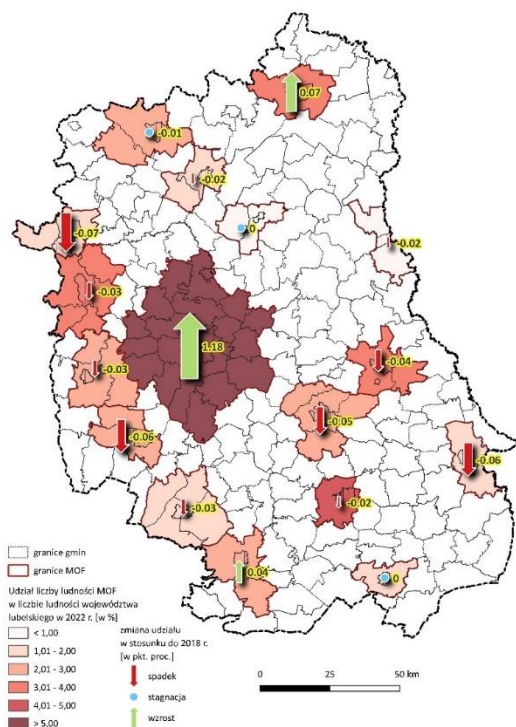 0.07
-0.01
-0.02
-0.07
0
-0.02
-0.03
1.18
-0.04
-0.03
-0.05
-0.06
-0.06
-0.02
-0.03
0.04
0
granice gmin
granice MOF
Udział liczby ludności MOF
w liczbie ludności województwa
lubelskiego w 2022 r. [w %]
< 1,00
1,01 - 2,00
2,01 - 3,00
3,01 - 4,00
4,01 - 5,00
> 5,00
zmiana udziału
w stosunku do 2018 r.
[w pkt. proc.]
spadek
stagnacja
wzrost
0 25 50 km